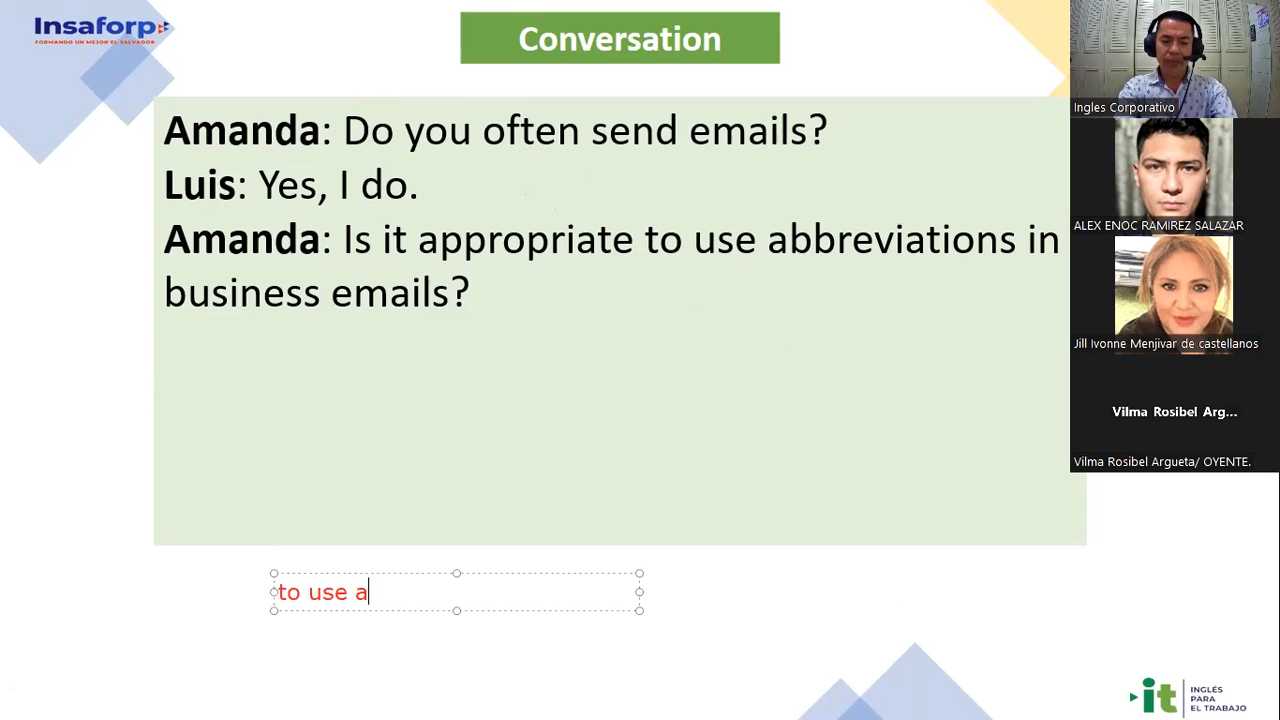 Insaforp
FORMANDO UN MEJOR EL SALVADOR
Conversation
Amanda: Do you often send emails?
Luis: Yes, I do.
Amanda: Is it appropriate to use abbreviations in
business emails?
to use a
Ingles Corporativo
ALEX ENOC RAMIREZ SALAZAR
Jill Ivonne Menjivar de castellanos
Vilma Rosibel Arg...
Vilma Rosibel Argueta/ OYENTE.
it
INGLÉS
PARA
EL TRABAJO